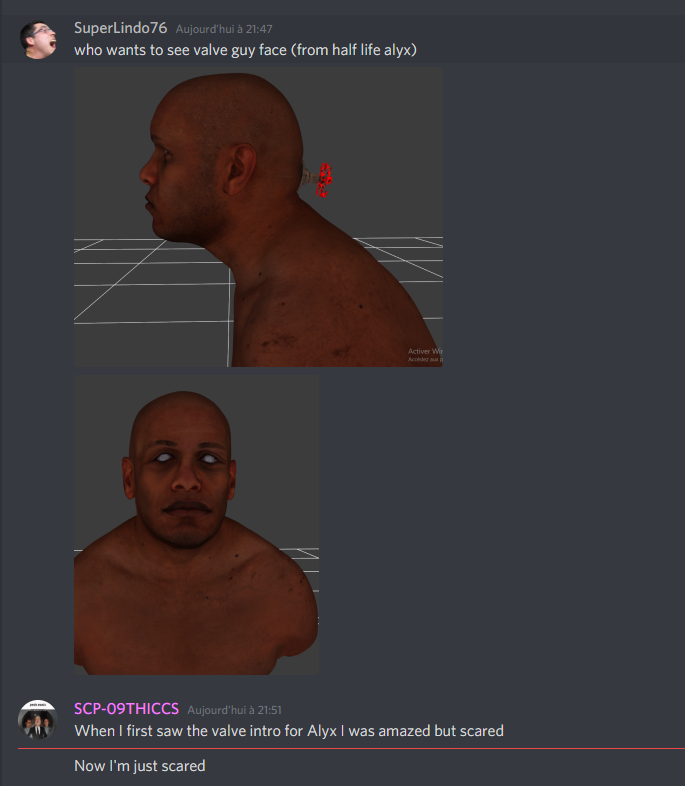 SuperLindo76 Aujourd'hui à 21:47
who wants to see valve guy face (from half life alyx)
Activer Wi
Accédez aux
SCP-09THICCS Aujourd'hui à 21:51
When I first saw the valve intro for Alyx I was amazed but scared
Now I'm just scared